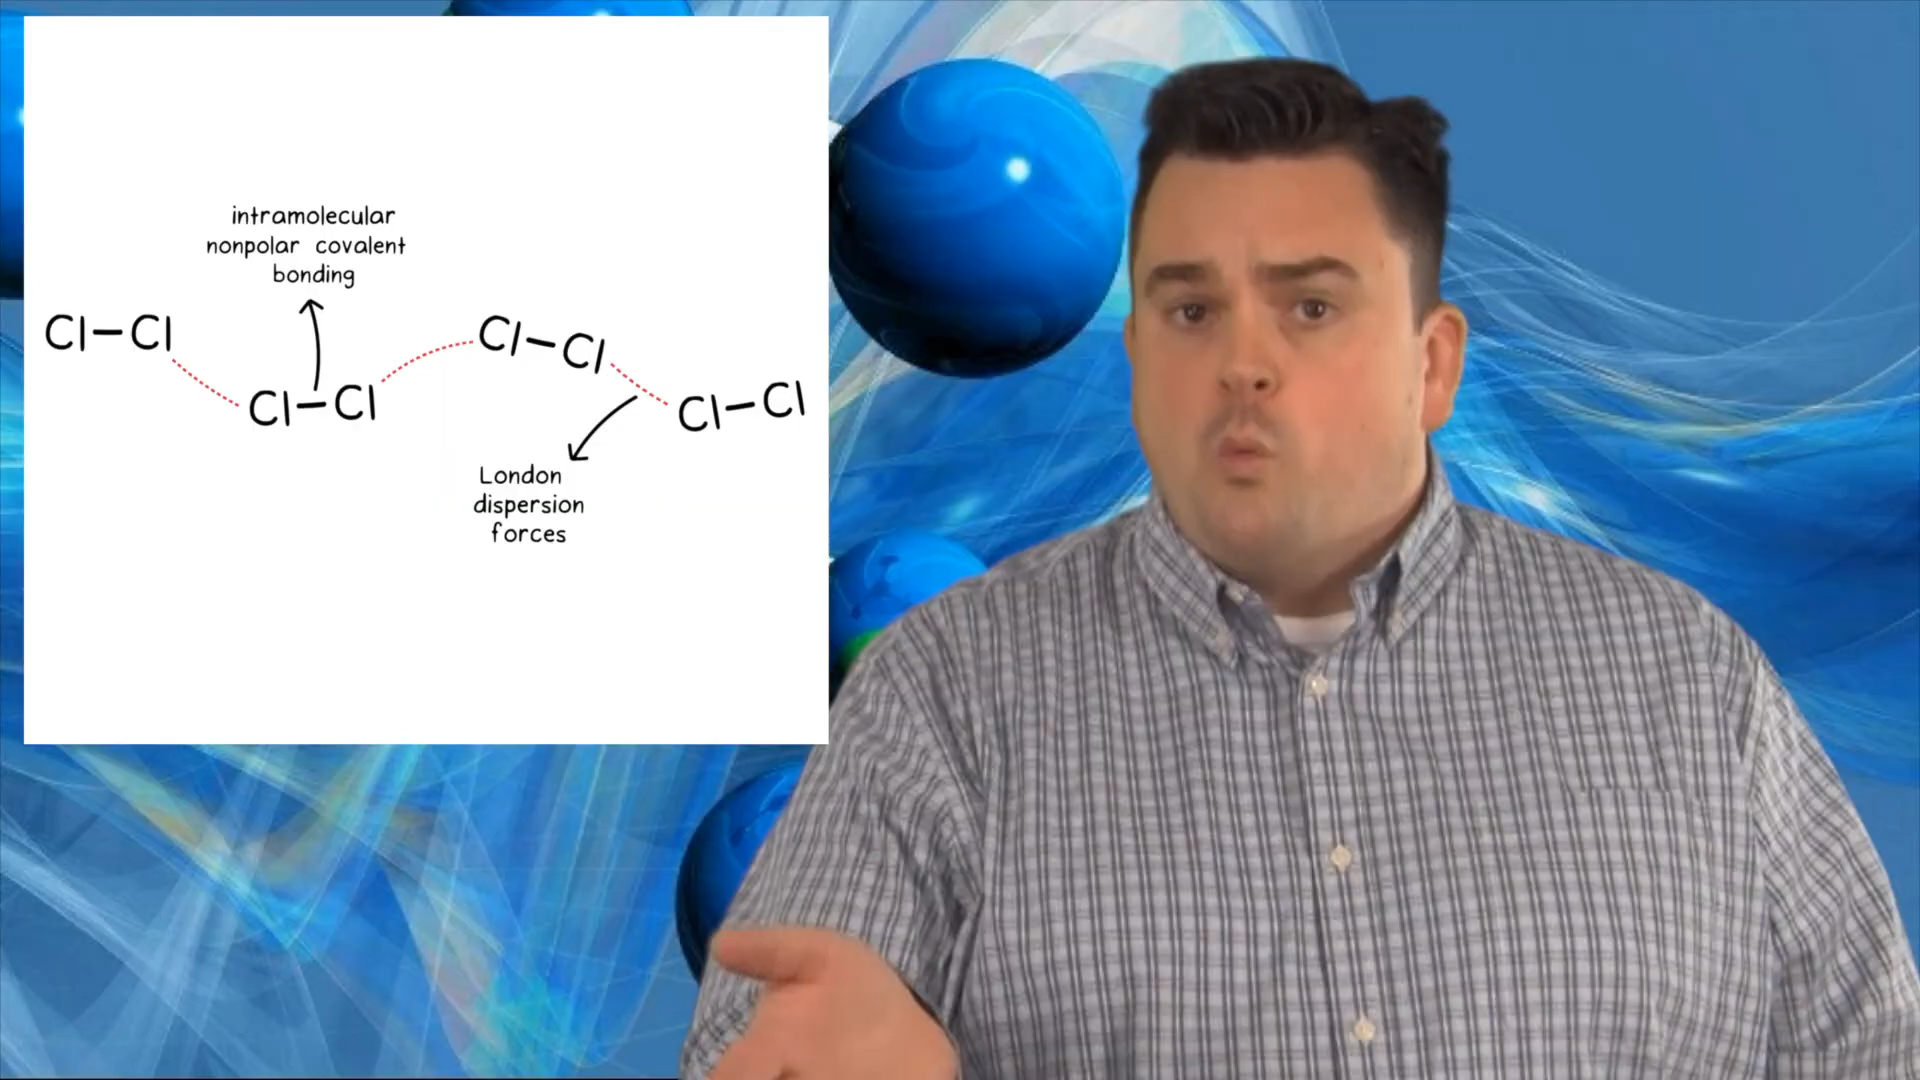 intramolecular
nonpolar covalent
bonding
Cl–Cl
Cl–Cl
Cl–Cl
Cl–Cl
London
dispersion
forces